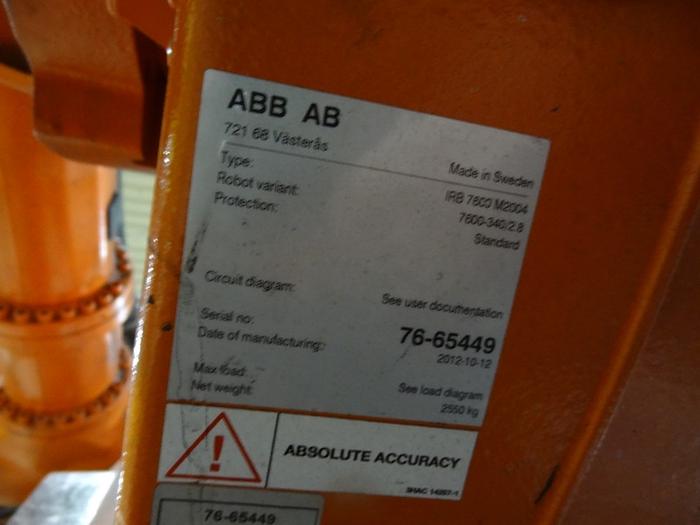 ABB AB
721 68 Västerås
Made in Sweden
Type: IRB 7600 M2004
Robot variant: 7600-340/2.8
Protection: Standard
Circuit diagram: See user documentation
Serial no: 76-65449
Date of manufacturing: 2012-10-12
Max load: See load diagram
Net weight: 2550 kg
! ABSOLUTE ACCURACY
76-65449